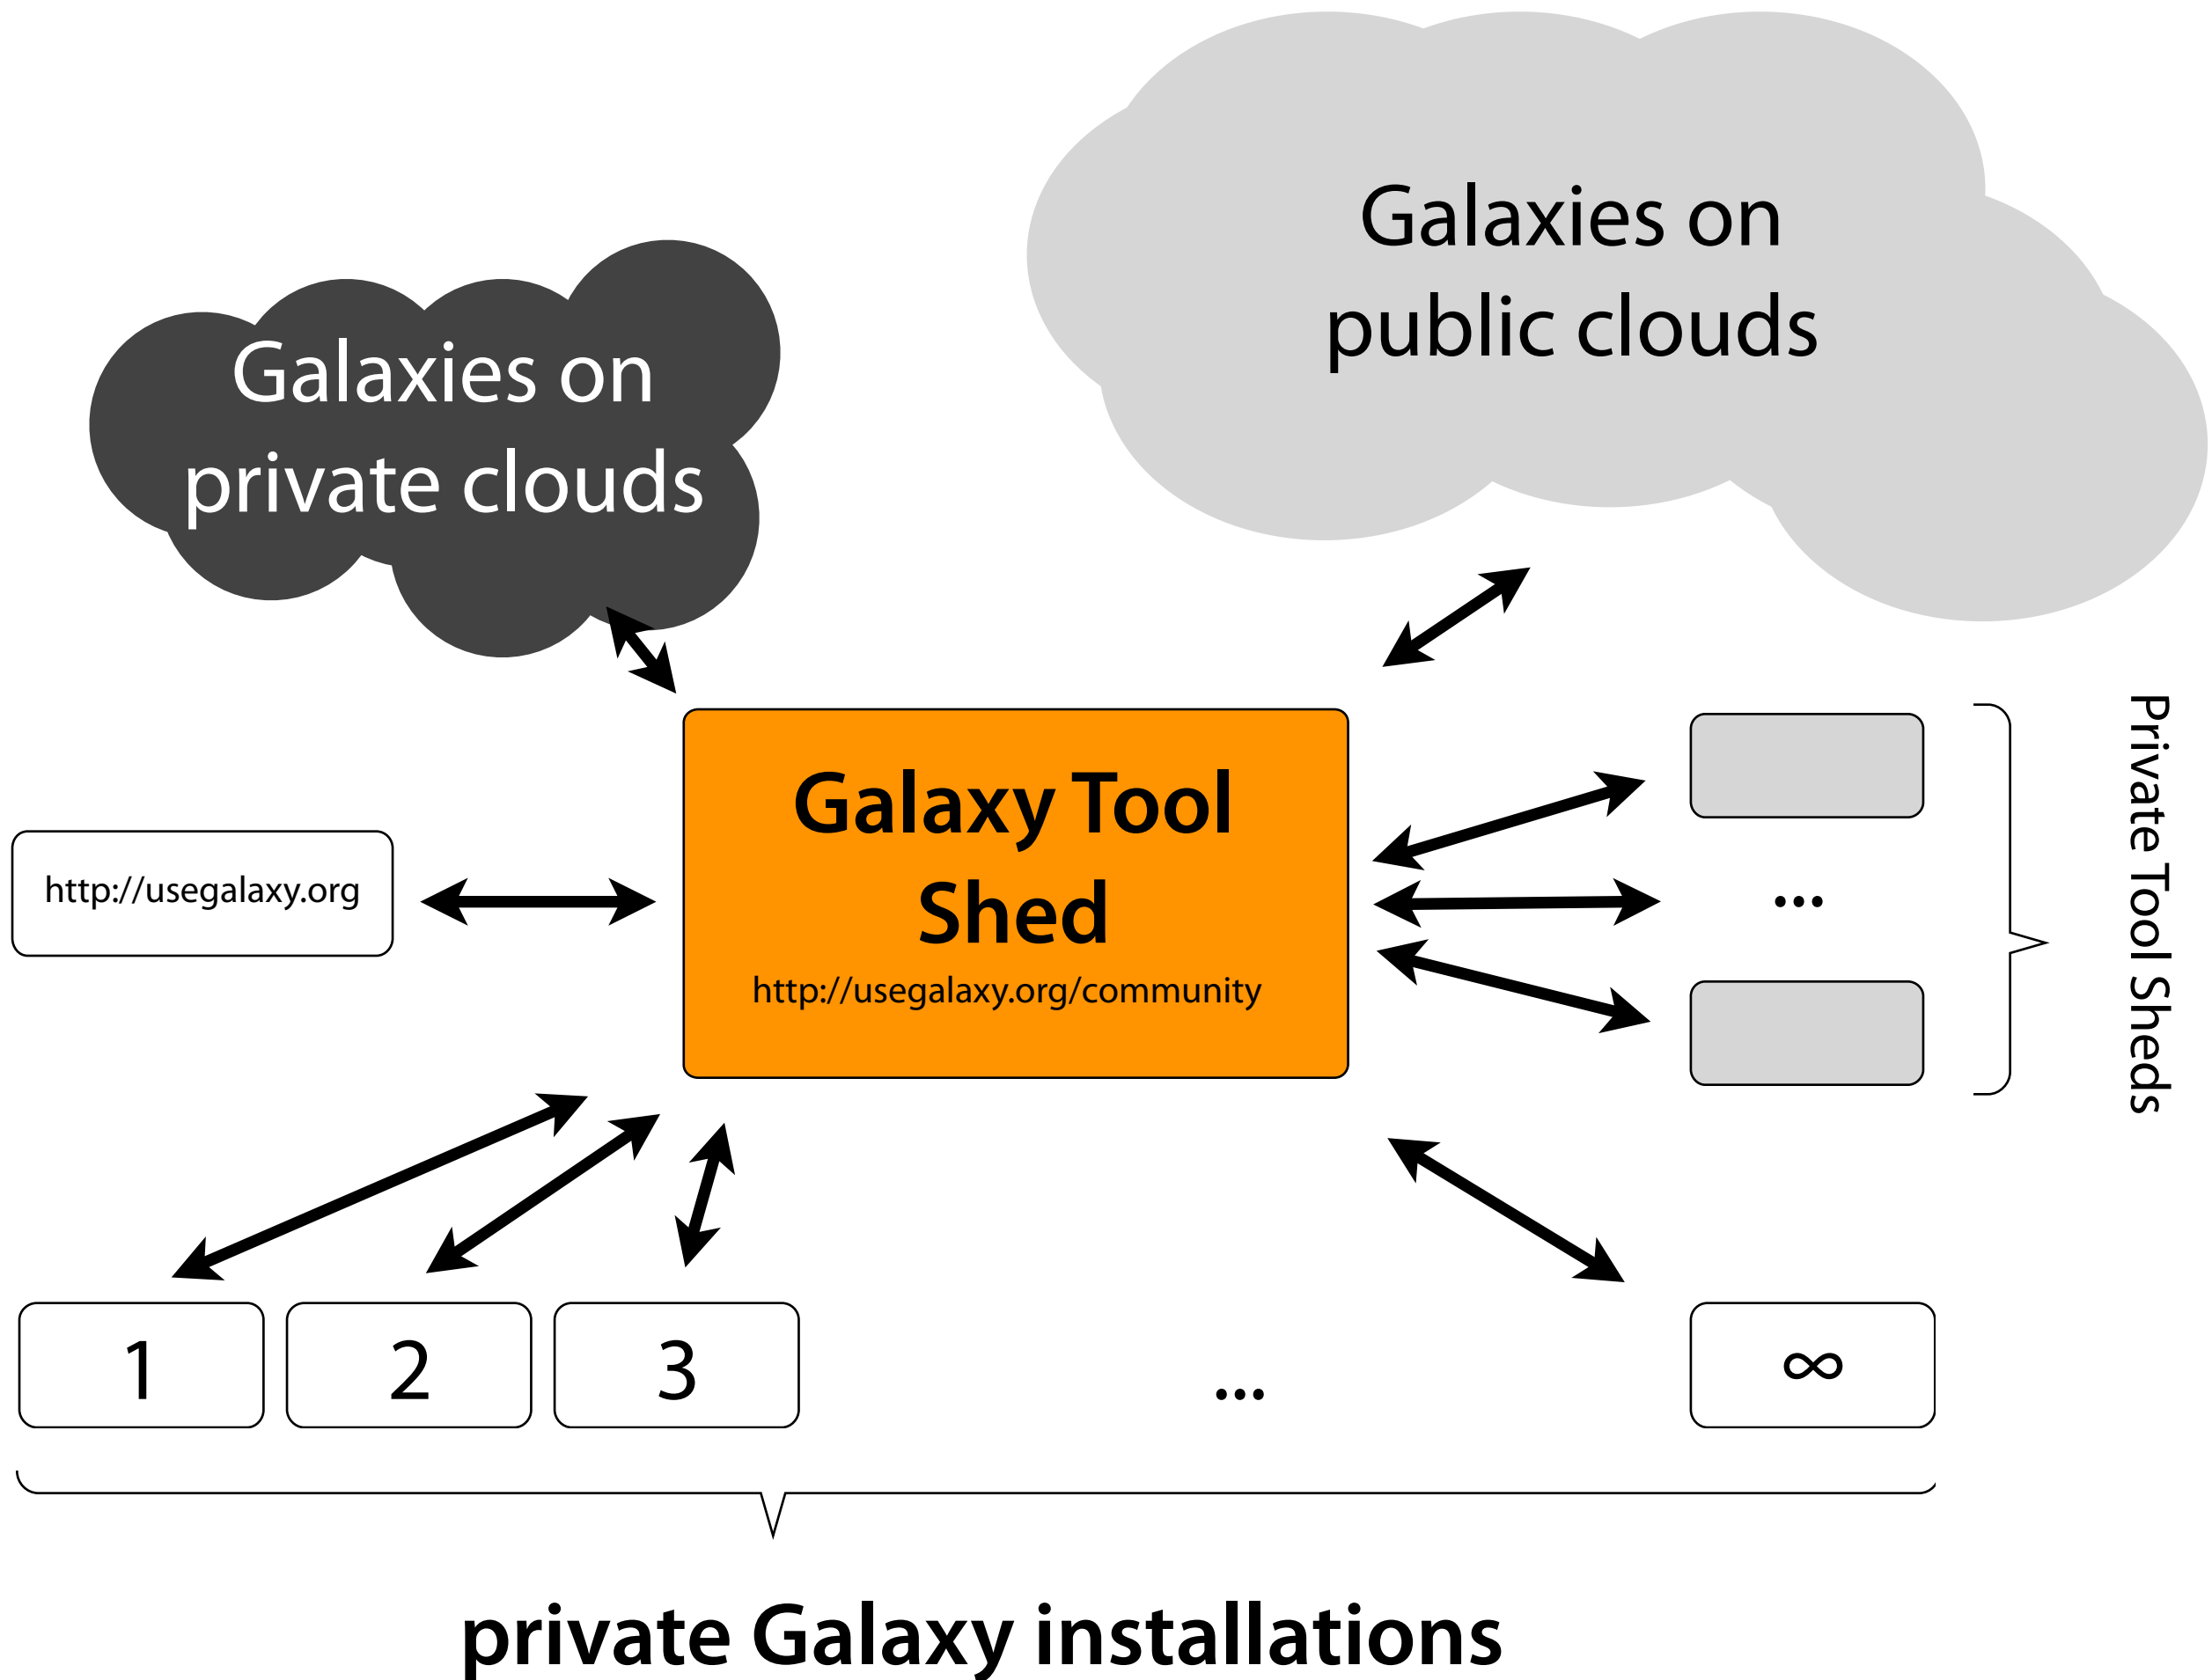 Galaxies on
public clouds
Galaxies on
private clouds
Galaxy Tool
Shed
http://usegalaxy.org/community
http://usegalaxy.org
...
Private Tool Sheds
1
2
3
...
∞
private Galaxy installations